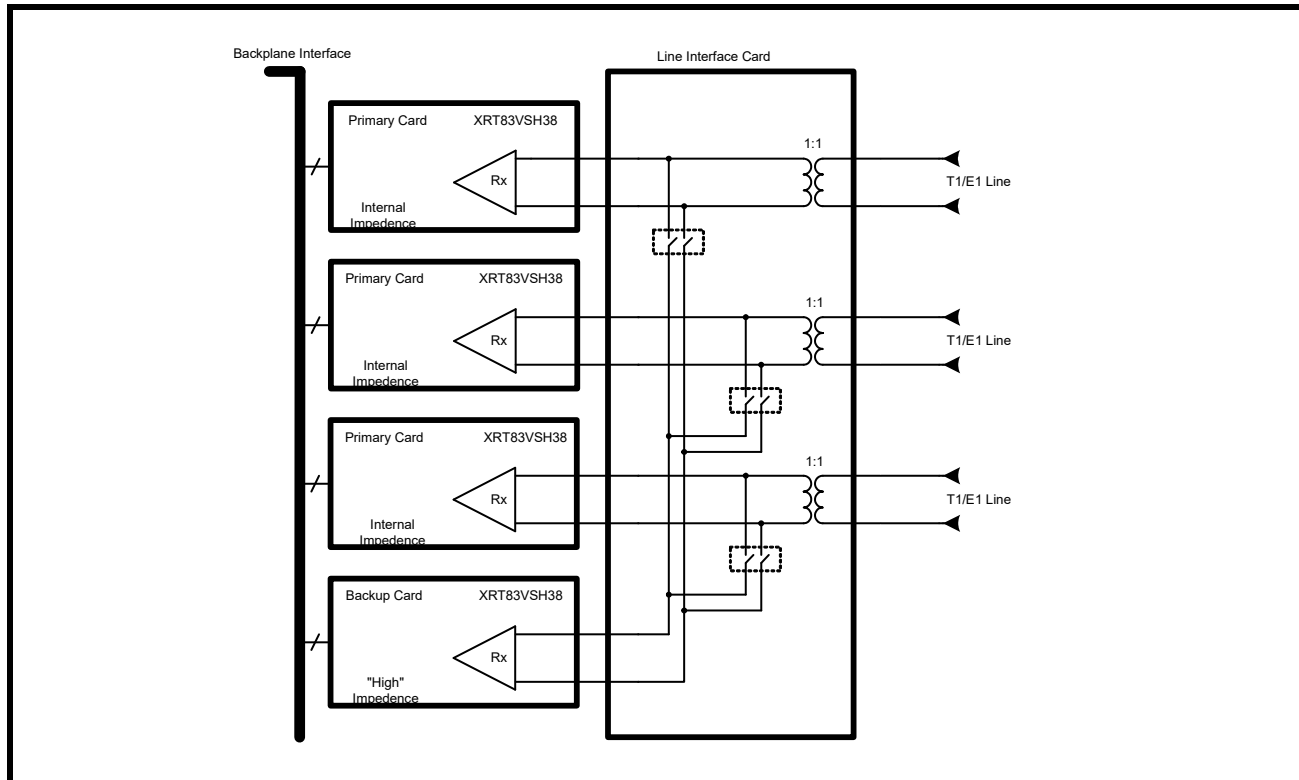 Backplane Interface
Line Interface Card
Primary Card XRT83VSH38
Rx
Internal
Impedence
1:1
T1/E1 Line
Primary Card XRT83VSH38
Rx
Internal
Impedence
1:1
T1/E1 Line
Primary Card XRT83VSH38
Rx
Internal
Impedence
1:1
T1/E1 Line
Backup Card XRT83VSH38
Rx
"High"
Impedence